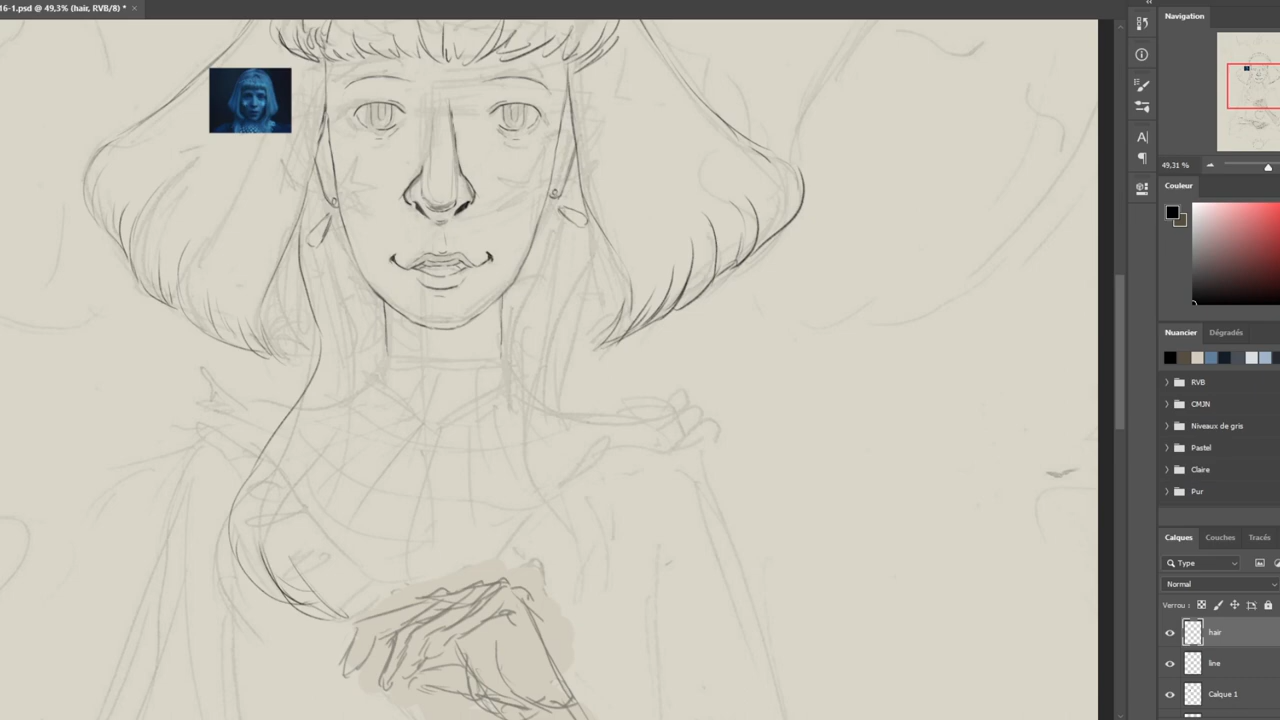 16-1.psd @ 49,3% (hair, RVB/8) *
Navigation
49,31 %
Couleur
Nuancier Dégradés
RVB
CMJN
Niveaux de gris
Pastel
Claire
Pur
Calques Couches Tracés
Type
Normal
Verrou :
hair
line
Calque 1